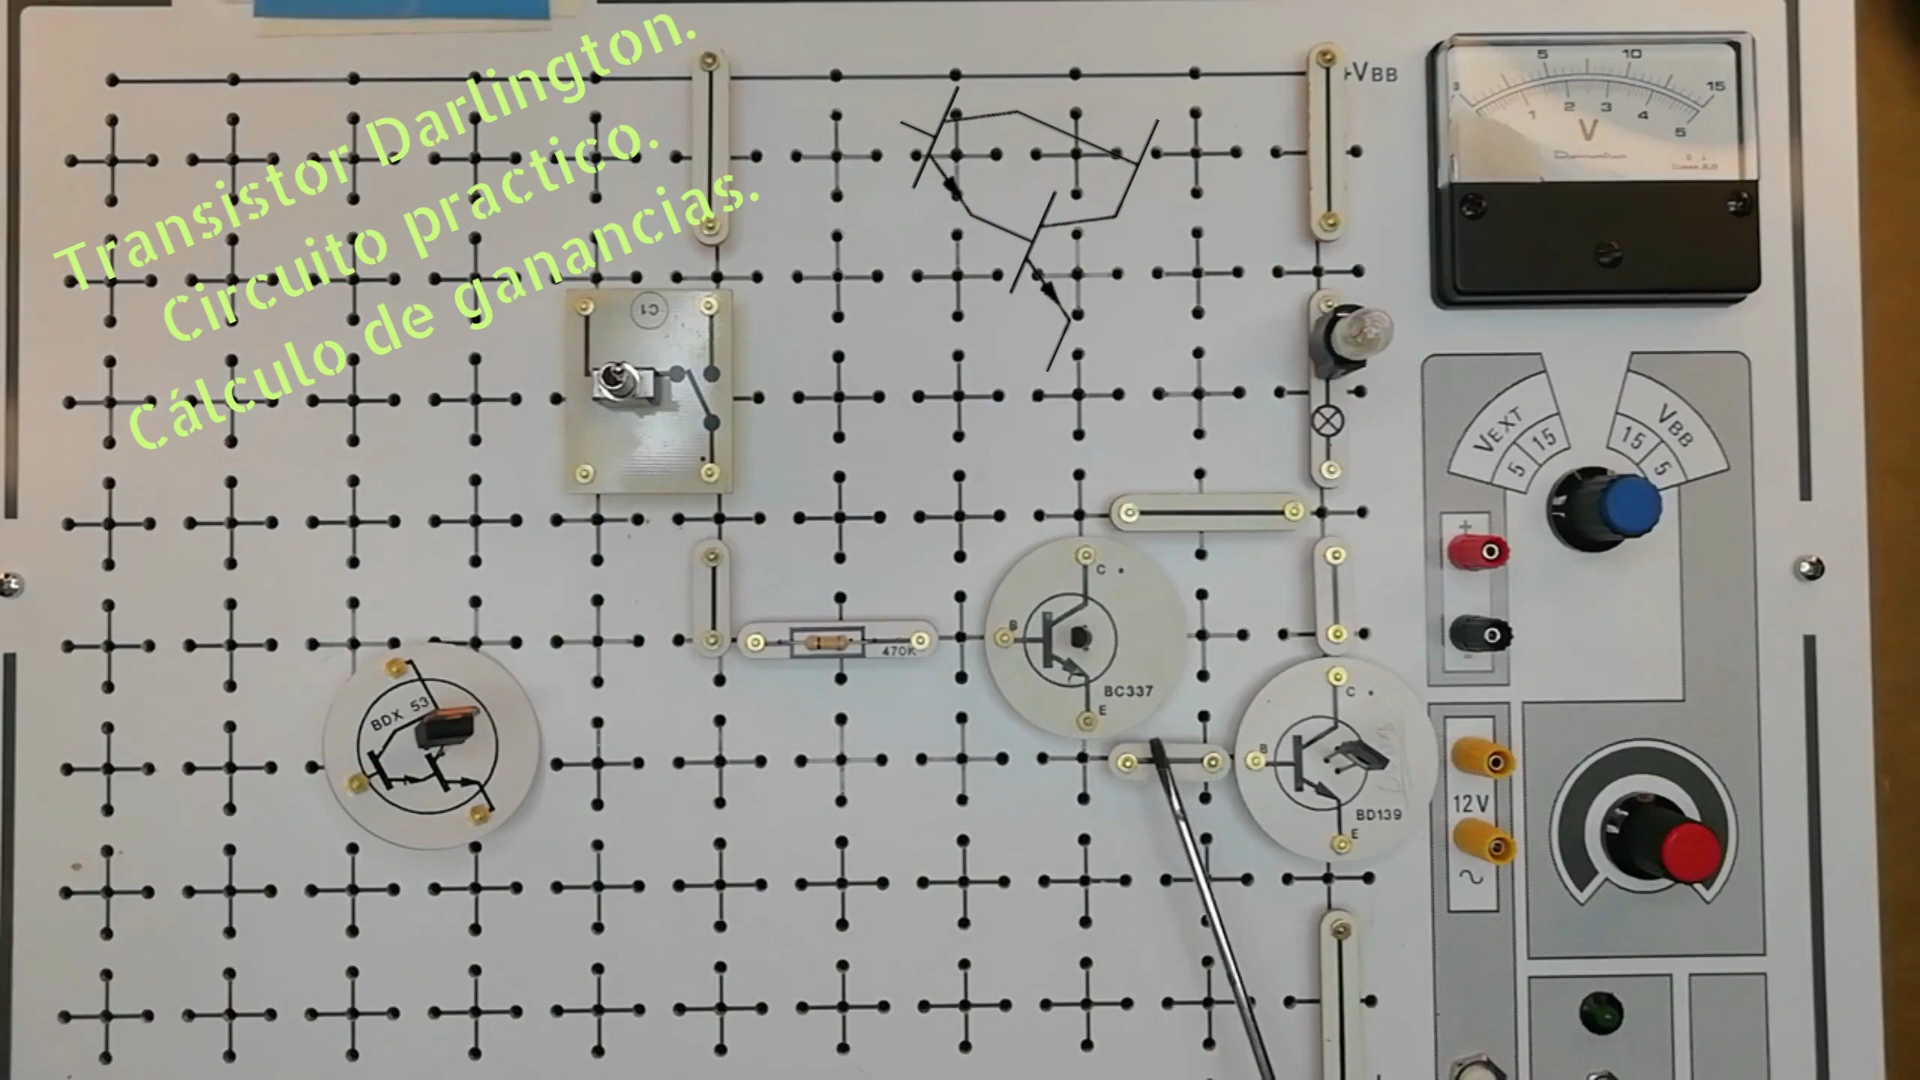 Transistor Darlington.
Circuito practico.
Cálculo de ganancias.
+VBB
5 10 15
1 2 3 4 5
V
C1
VEXT
5 15
VBB
15 5
+
-
470K
B C E
BC337
BDX 53
B C E
BD139
12V
~